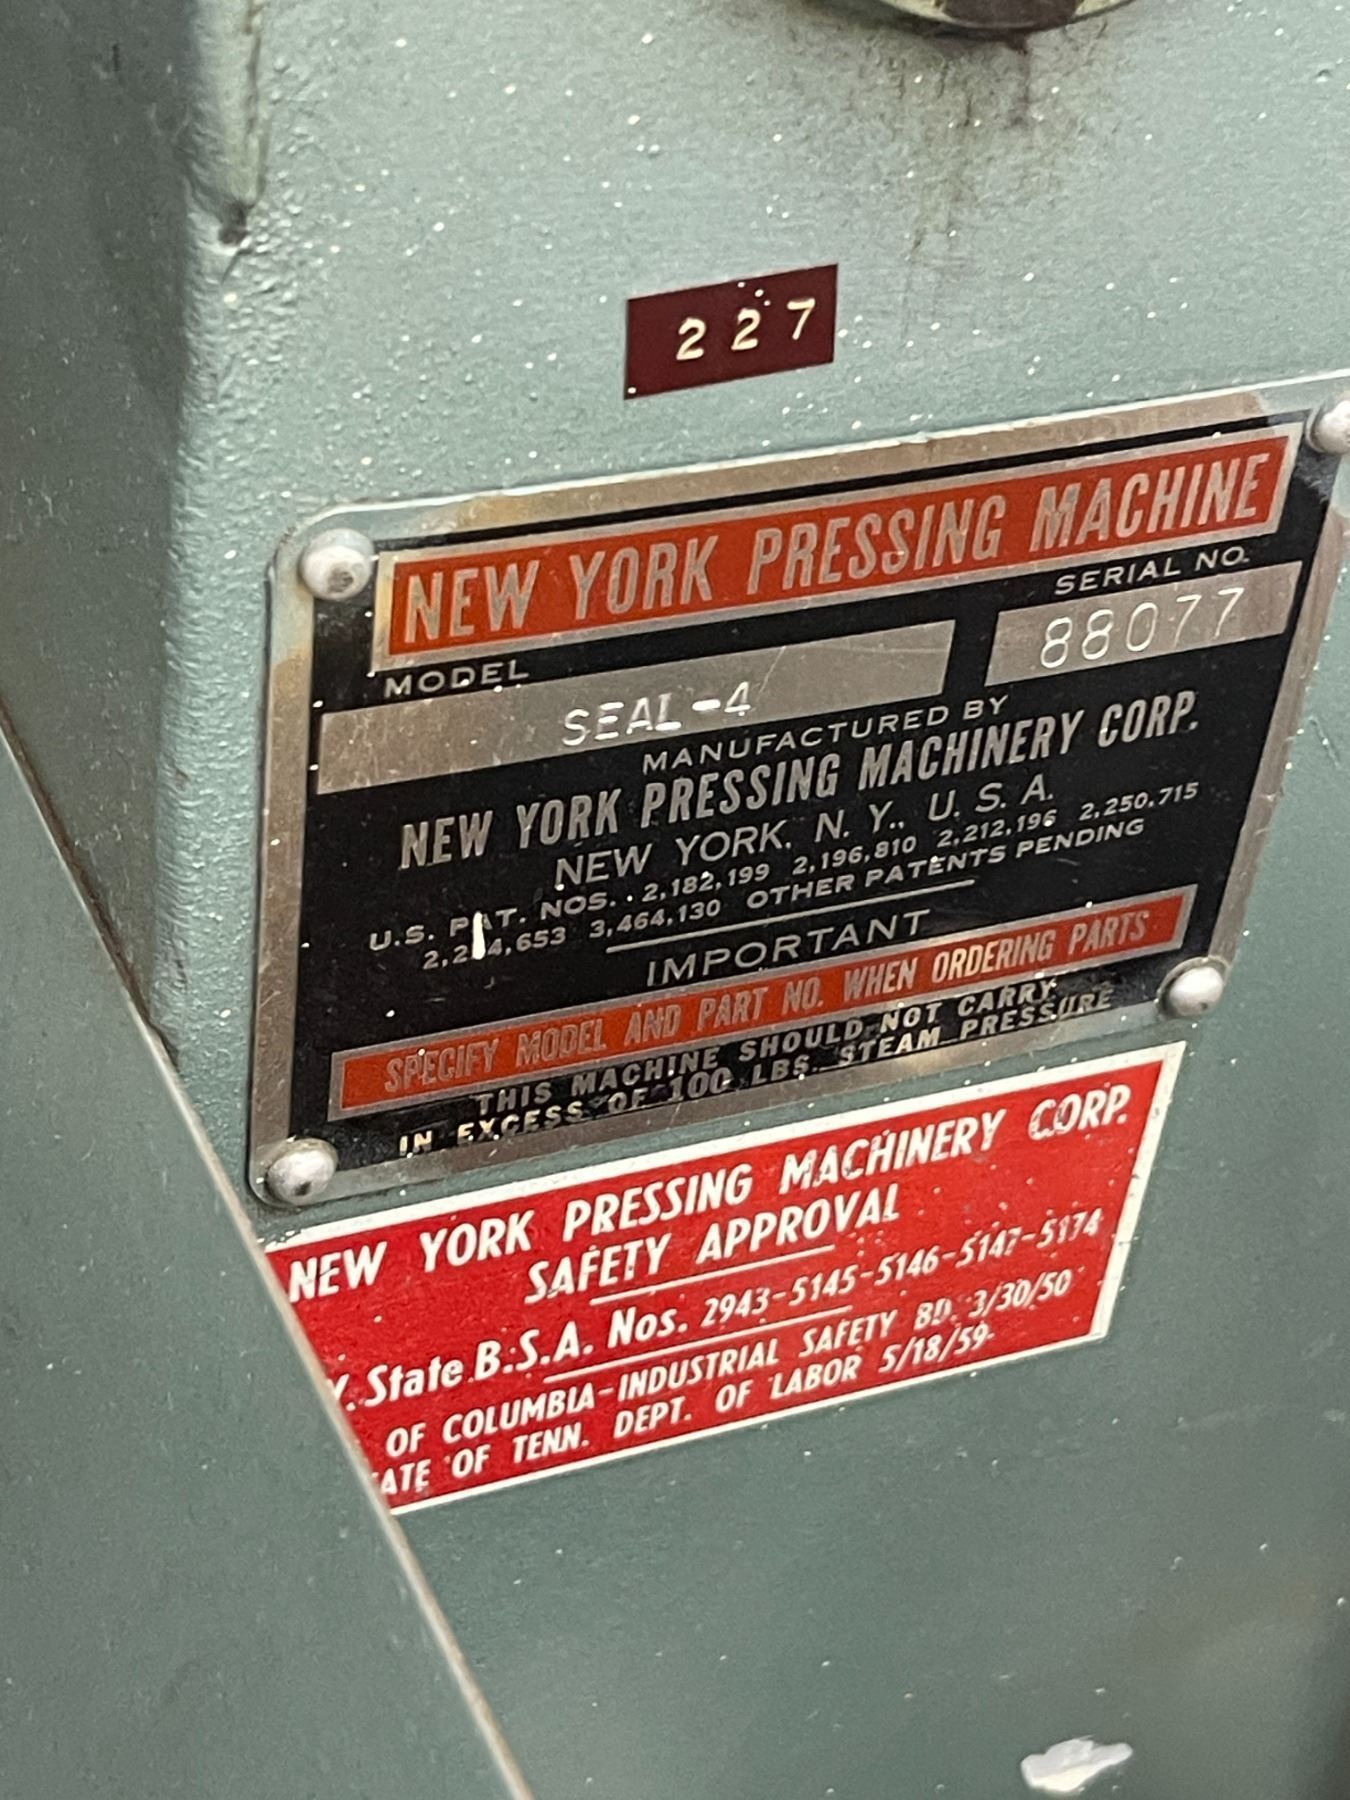 227
NEW YORK PRESSING MACHINE
MODEL SERIAL NO.
SEAL-4 88077
MANUFACTURED BY
NEW YORK PRESSING MACHINERY CORP.
NEW YORK, N. Y., U. S. A.
U.S. PAT. NOS. 2,182,199 2,196,810 2,212,196 2,250,715
3,464,130 OTHER PATENTS PENDING
IMPORTANT
SPECIFY MODEL AND PART NO. WHEN ORDERING PARTS
THIS MACHINE SHOULD NOT CARRY
IN EXCESS OF 100 LBS. STEAM PRESSURE
NEW YORK PRESSING MACHINERY CORP.
SAFETY APPROVAL
State B.S.A. Nos. 2943-5145-5146-5147-5174
OF COLUMBIA-INDUSTRIAL SAFETY BD. 3/30/50
ATE OF TENN. DEPT. OF LABOR 5/18/59